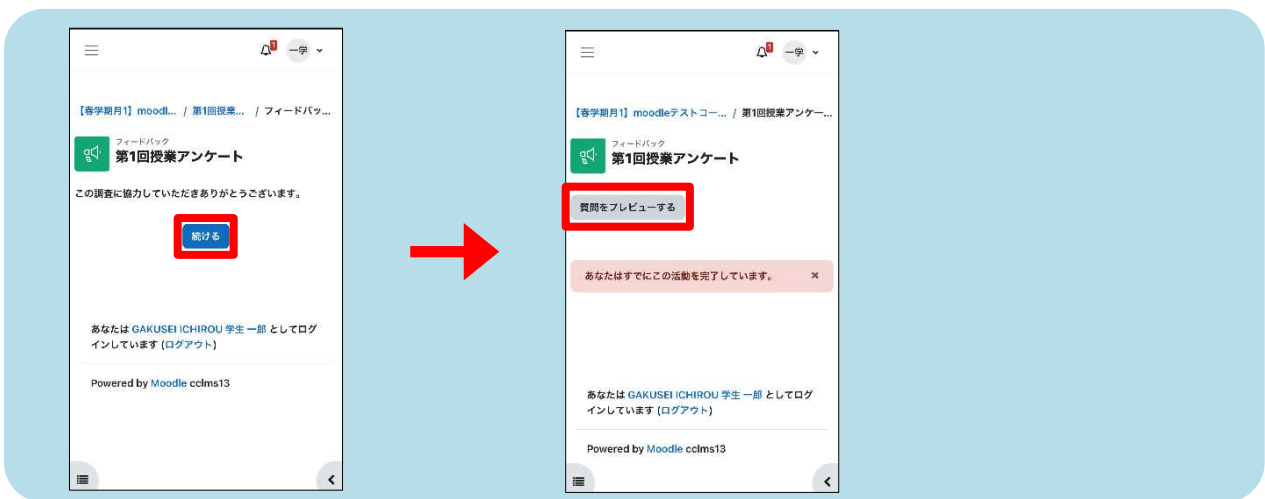 1
一学
【春学期月1】moodl... / 第1回授業... / フィードバッ...
フィードバック
第1回授業アンケート
この調査に協力していただきありがとうございます。
続ける
あなたは GAKUSEI ICHIROU 学生 一郎 としてログ
インしています (ログアウト)
Powered by Moodle cclms13
1
一学
【春学期月1】moodleテストコー... / 第1回授業アンケー...
フィードバック
第1回授業アンケート
質問をプレビューする
あなたはすでにこの活動を完了しています。 ×
あなたは GAKUSEI ICHIROU 学生 一郎 としてログ
インしています (ログアウト)
Powered by Moodle cclms13